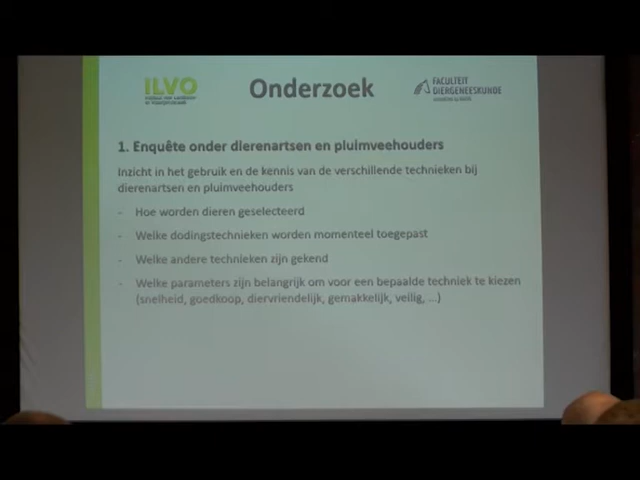 ILVO
Onderzoek
FACULTEIT
DIERGENEESKUNDE
1. Enquête onder dierenartsen en pluimveehouders
Inzicht in het gebruik en de kennis van de verschillende technieken bij
dierenartsen en pluimveehouders
- Hoe worden dieren geselecteerd
- Welke dodingstechnieken worden momenteel toegepast
- Welke andere technieken zijn gekend
- Welke parameters zijn belangrijk om voor een bepaalde techniek te kiezen
(snelheid, goedkoop, diervriendelijk, gemakkelijk, veilig, ...)